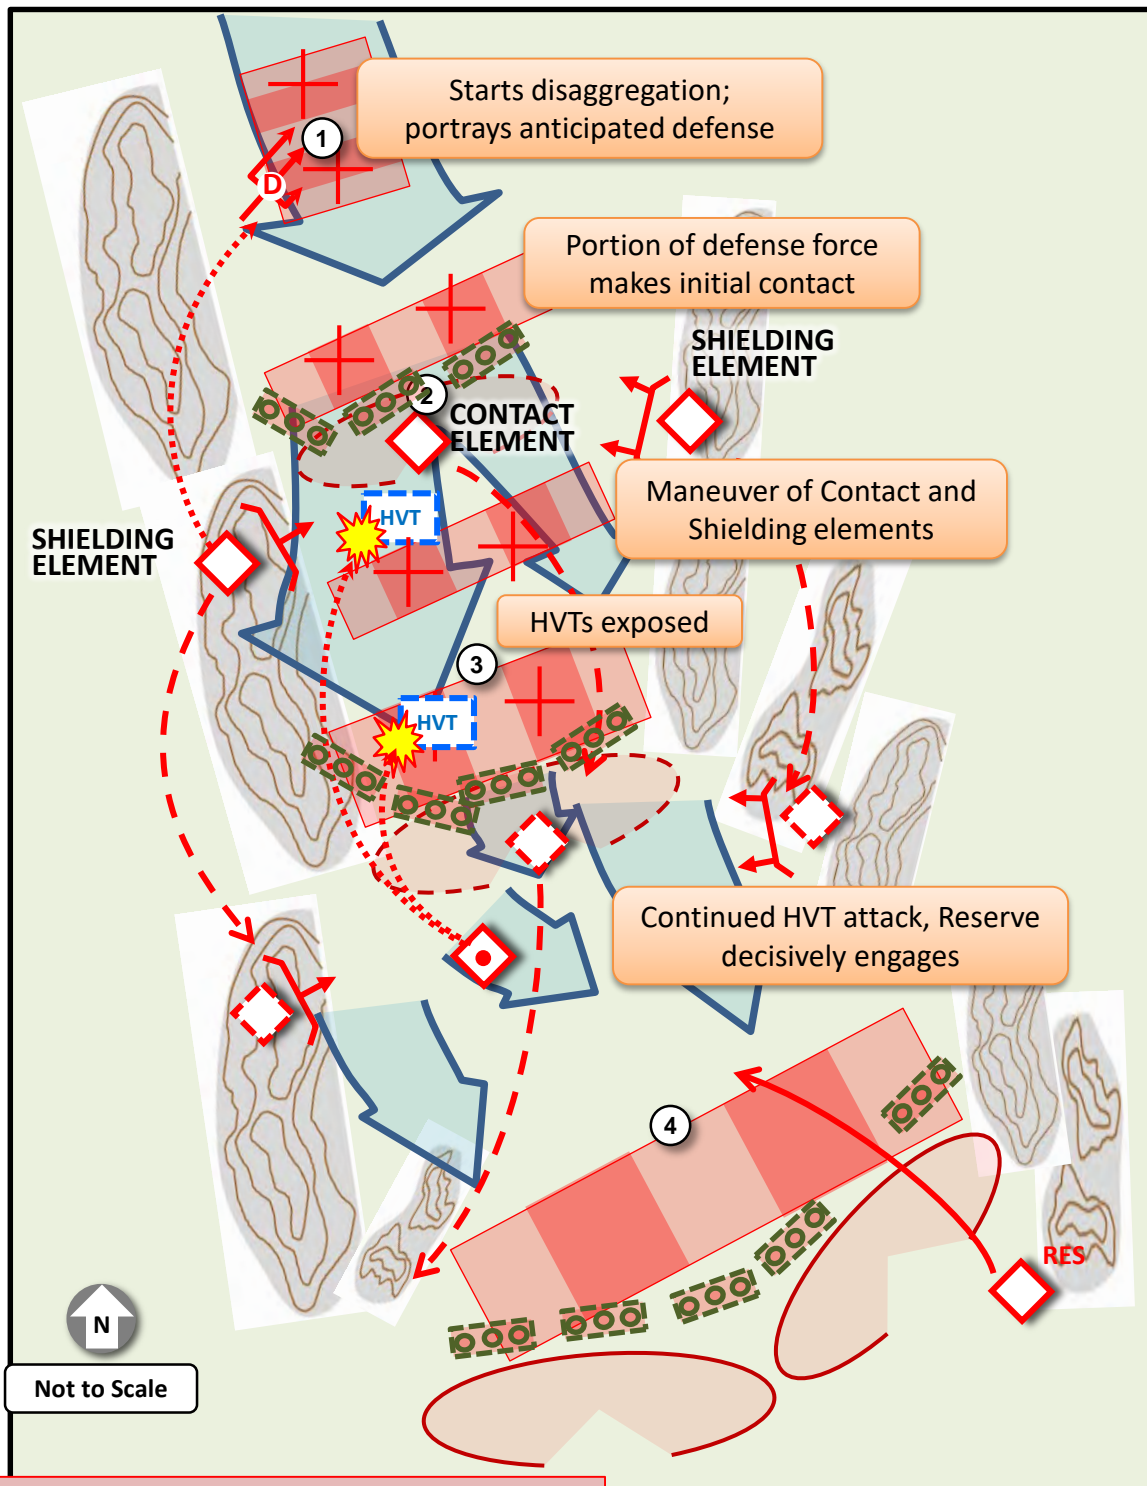 Starts disaggregation;
portrays anticipated defense
1
D
Portion of defense force
makes initial contact
SHIELDING
ELEMENT
2
CONTACT
ELEMENT
Maneuver of Contact and
Shielding elements
HVT
SHIELDING
ELEMENT
HVTs exposed
3
HVT
Continued HVT attack, Reserve
decisively engages
4
RES
N
Not to Scale